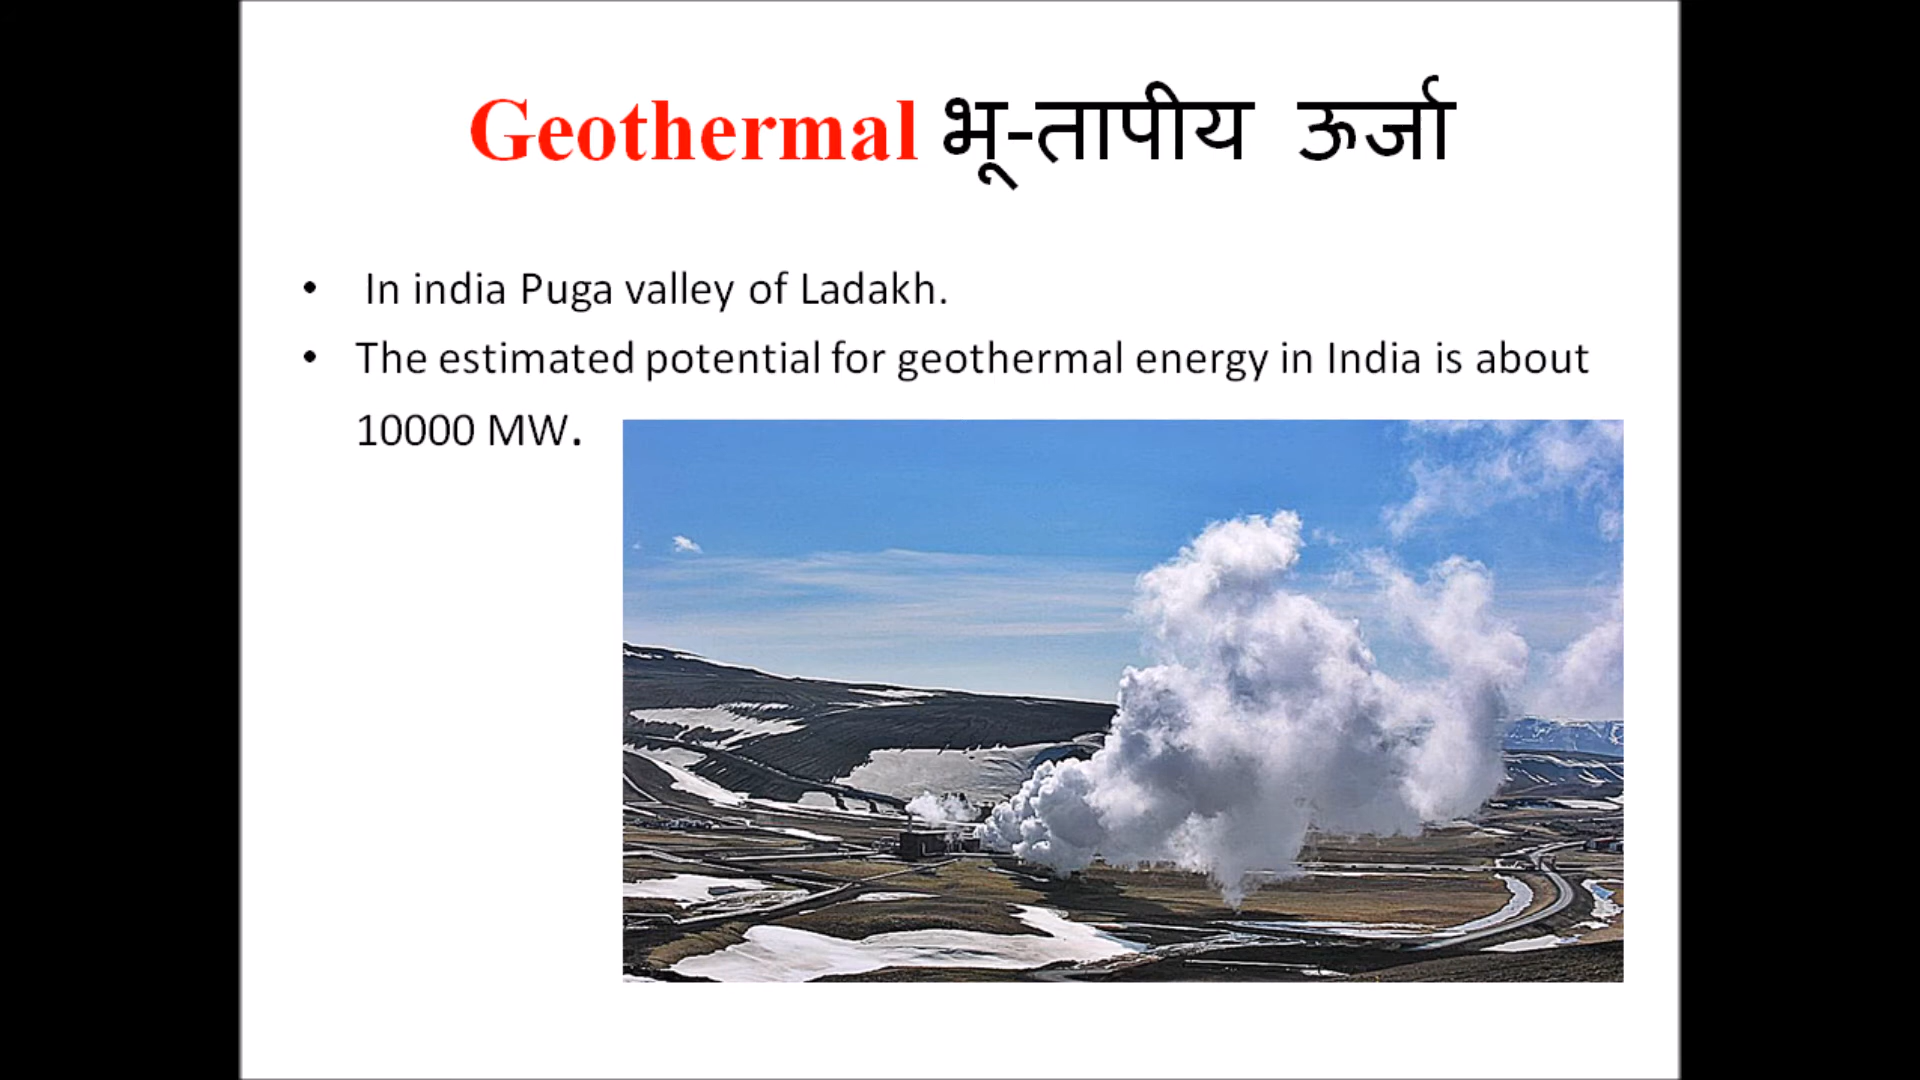 Geothermal भू-तापीय ऊर्जा
• In india Puga valley of Ladakh.
• The estimated potential for geothermal energy in India is about
10000 MW.